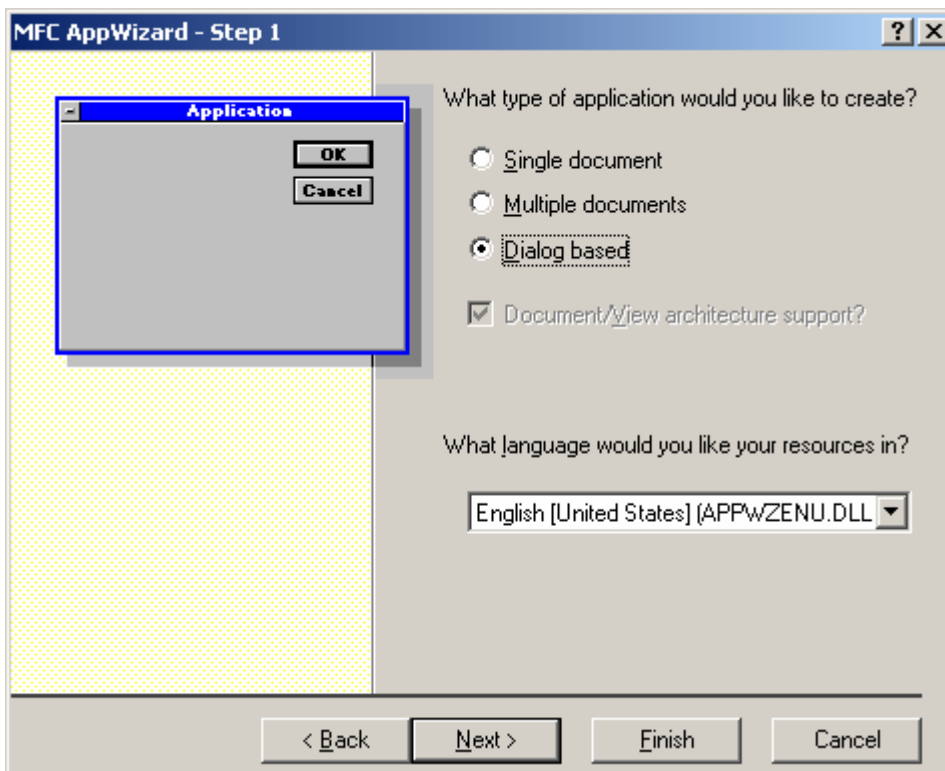 MFC AppWizard - Step 1
Application
OK
Cancel
What type of application would you like to create?
Single document
Multiple documents
Dialog based
Document/View architecture support?
What language would you like your resources in?
English [United States] (APPWZENU.DLL
< Back Next > Finish Cancel